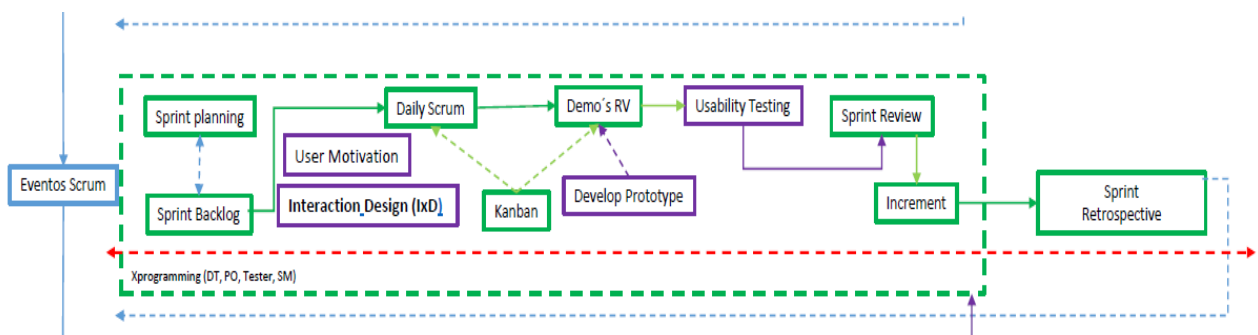 Sprint planning
Daily Scrum
Demo´s RV
Usability Testing
Sprint Review
User Motivation
Eventos Scrum
Sprint Backlog
Interaction Design (IxD)
Kanban
Develop Prototype
Increment
Sprint
Retrospective
Xprogramming (DT, PO, Tester, SM)